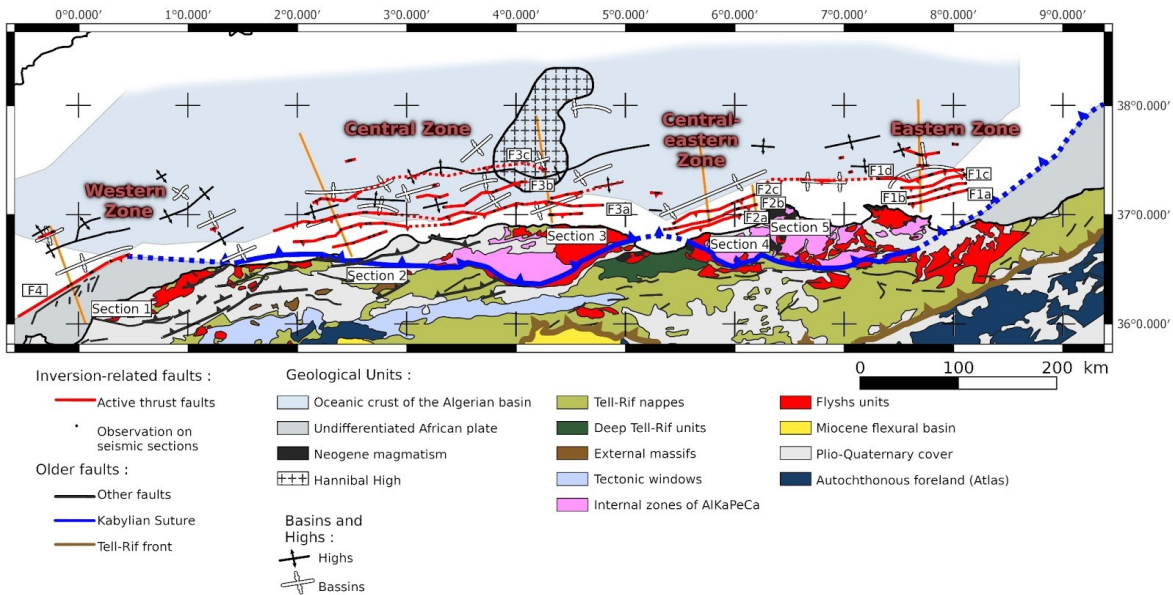 0°0.000' 1°0.000' 2°0.000' 3°0.000' 4°0.000' 5°0.000' 6°0.000' 7°0.000' 8°0.000' 9°0.000'
38°0.000'
37°0.000'
36°0.000'
Western
Zone
Central Zone
Central-
eastern
Zone
Eastern Zone
F3c
F3b
F3a
F2c
F2b
F2a
F1d
F1c
F1b
F1a
F4
Section 1
Section 2
Section 3
Section 4
Section 5
0 100 200 km
Inversion-related faults :
Active thrust faults
Observation on
seismic sections
Older faults :
Other faults
Kabylian Suture
Tell-Rif front
Geological Units :
Oceanic crust of the Algerian basin
Undifferentiated African plate
Neogene magmatism
Hannibal High
Basins and
Highs :
Highs
Bassins
Tell-Rif nappes
Deep Tell-Rif units
External massifs
Tectonic windows
Internal zones of AlKaPeCa
Flyshs units
Miocene flexural basin
Plio-Quaternary cover
Autochthonous foreland (Atlas)